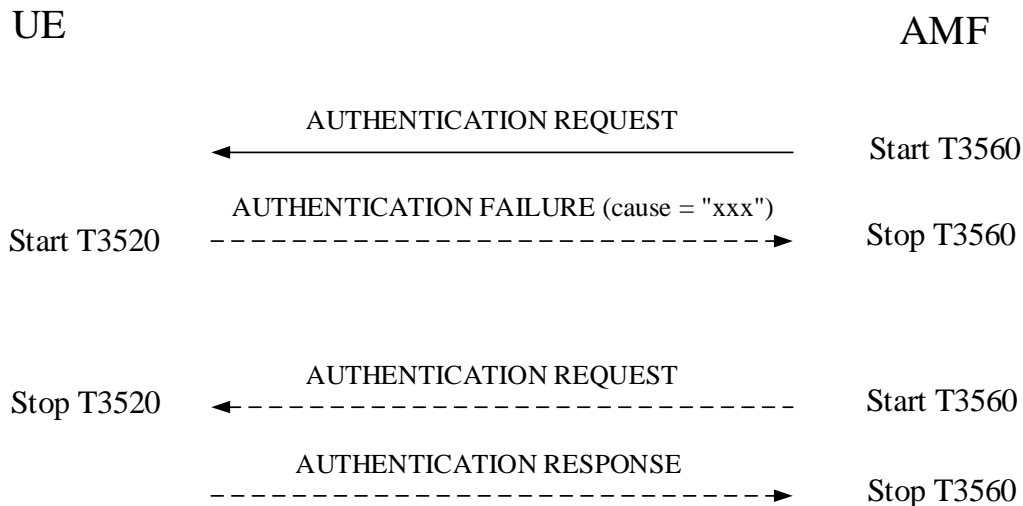 UE
AMF
AUTHENTICATION REQUEST
Start T3560
AUTHENTICATION FAILURE (cause = "xxx")
Start T3520
Stop T3560
AUTHENTICATION REQUEST
Stop T3520
Start T3560
AUTHENTICATION RESPONSE
Stop T3560